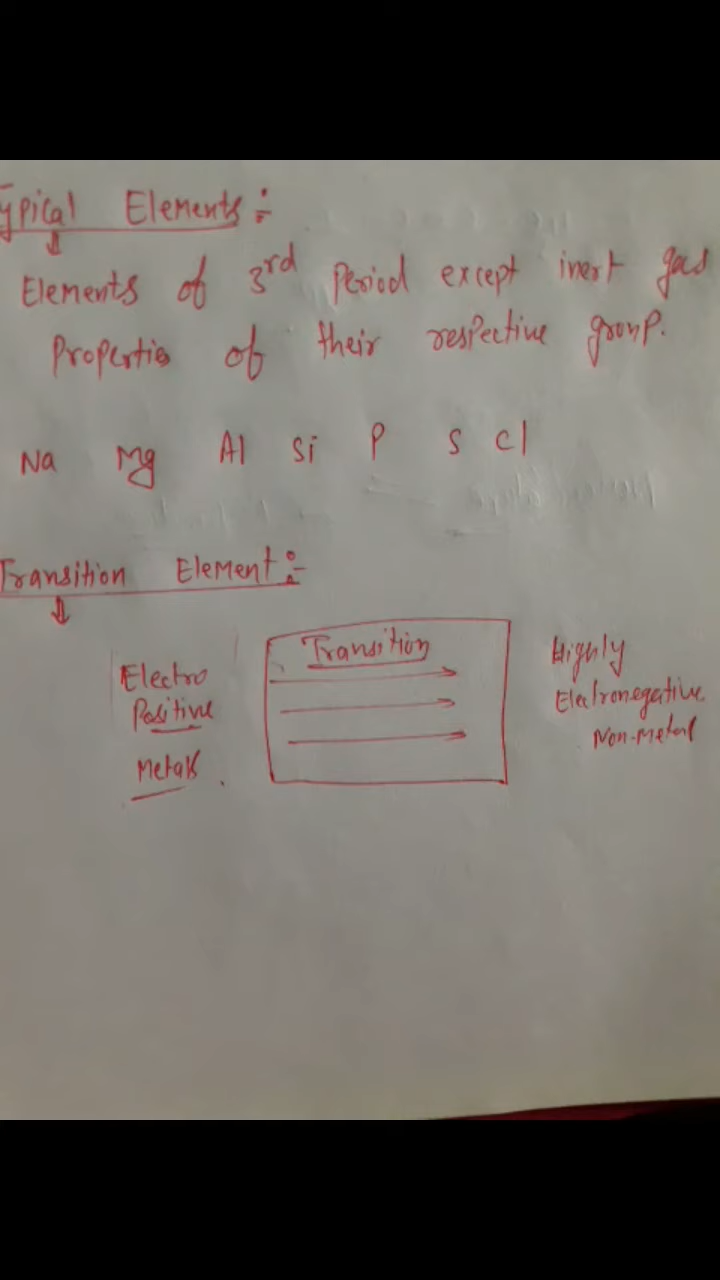 ypical Elements :-
Elements of 3rd Period except inert gas
Properties of their respective group.
Na Mg Al Si P S Cl
Transition Element :-
Transition
Electro
Positive
Metals
Highly
Electronegative
Non-Metal